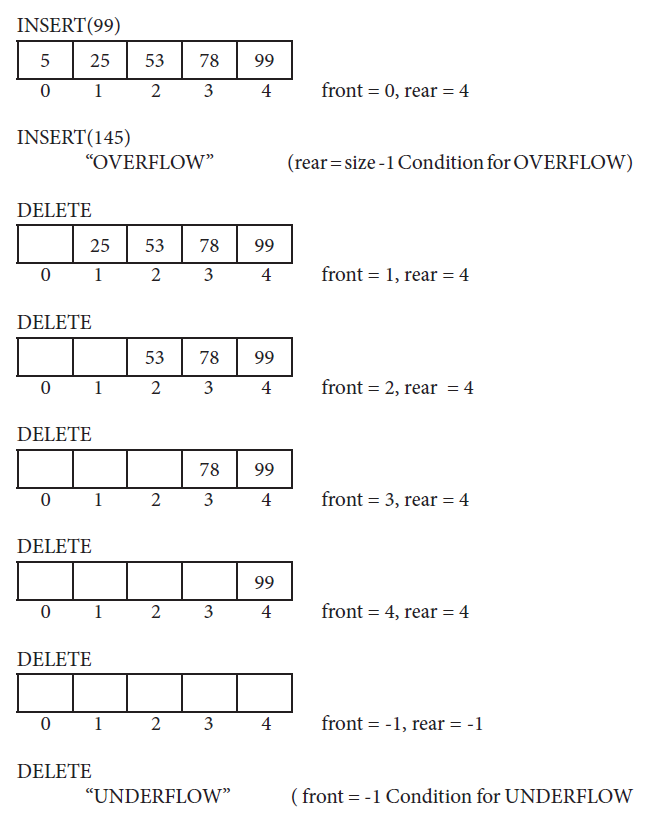 INSERT(99)
5 25 53 78 99
0 1 2 3 4 front = 0, rear = 4
INSERT(145)
“OVERFLOW” (rear = size -1 Condition for OVERFLOW)
DELETE
25 53 78 99
0 1 2 3 4 front = 1, rear = 4
DELETE
53 78 99
0 1 2 3 4 front = 2, rear = 4
DELETE
78 99
0 1 2 3 4 front = 3, rear = 4
DELETE
99
0 1 2 3 4 front = 4, rear = 4
DELETE
0 1 2 3 4 front = -1, rear = -1
DELETE
“UNDERFLOW” ( front = -1 Condition for UNDERFLOW